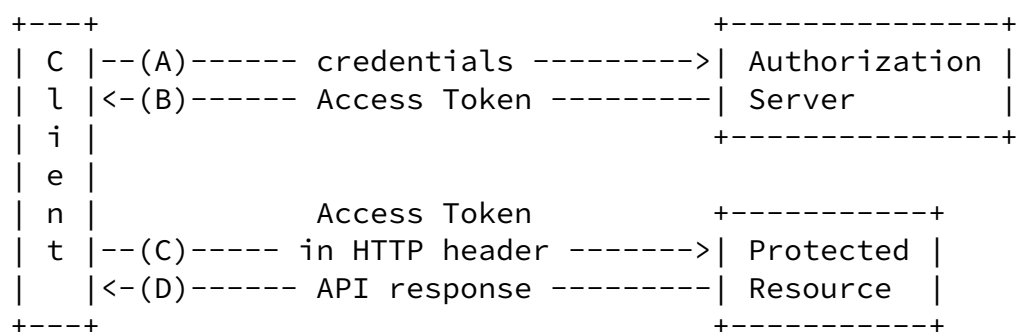 +---+                                  +---------------+
| C |--(A)------ credentials --------->| Authorization |
| l |<-(B)------ Access Token ---------| Server        |
| i |                                  +---------------+
| e |
| n |            Access Token          +-----------+
| t |--(C)----- in HTTP header ------->| Protected |
|   |<-(D)------ API response ---------| Resource  |
+---+                                  +-----------+